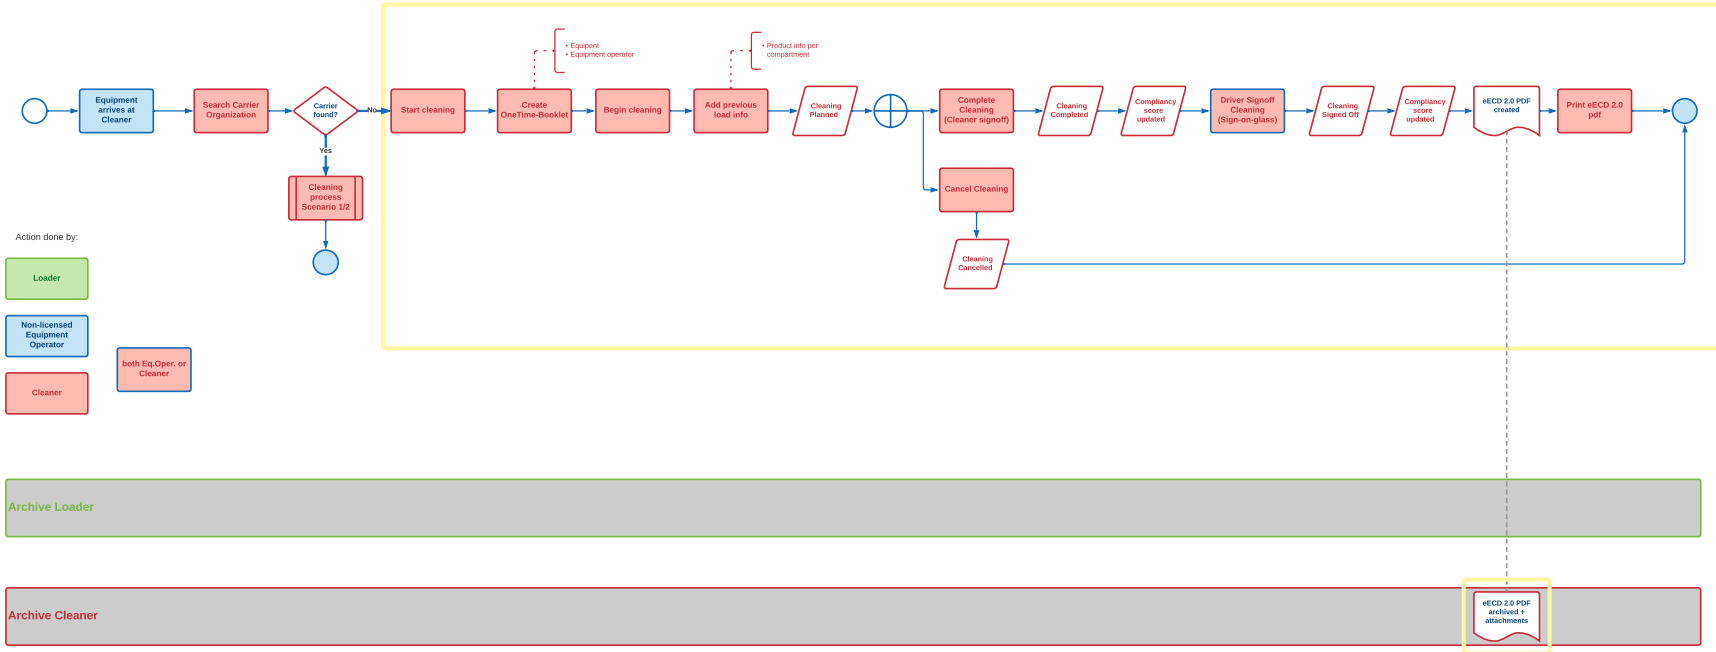 • Equipent
• Equipment operator
• Product info per
compartment
Equipment
arrives at
Cleaner
Search Carrier
Organization
Carrier
found?
No
Start cleaning
Create
OneTime-Booklet
Begin cleaning
Add previous
load info
Cleaning
Planned
Complete
Cleaning
(Cleaner signoff)
Cleaning
Completed
Compliancy
score
updated
Driver Signoff
Cleaning
(Sign-on-glass)
Cleaning
Signed Off
Compliancy
score
updated
eECD 2.0 PDF
created
Print eECD 2.0
pdf
Yes
Cleaning
process
Scenario 1/2
Cancel Cleaning
Cleaning
Cancelled
Action done by:
Loader
Non-licensed
Equipment
Operator
both Eq.Oper. or
Cleaner
Cleaner
Archive Loader
Archive Cleaner
eECD 2.0 PDF
archived +
attachments